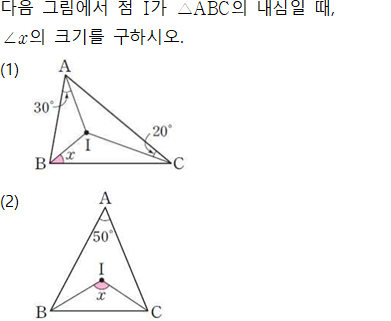 다음 그림에서 점 I가 △ABC의 내심일 때,
∠x의 크기를 구하시오.
(1)
A
30°
20°
I
B
x
C
(2)
A
50°
I
x
B
C